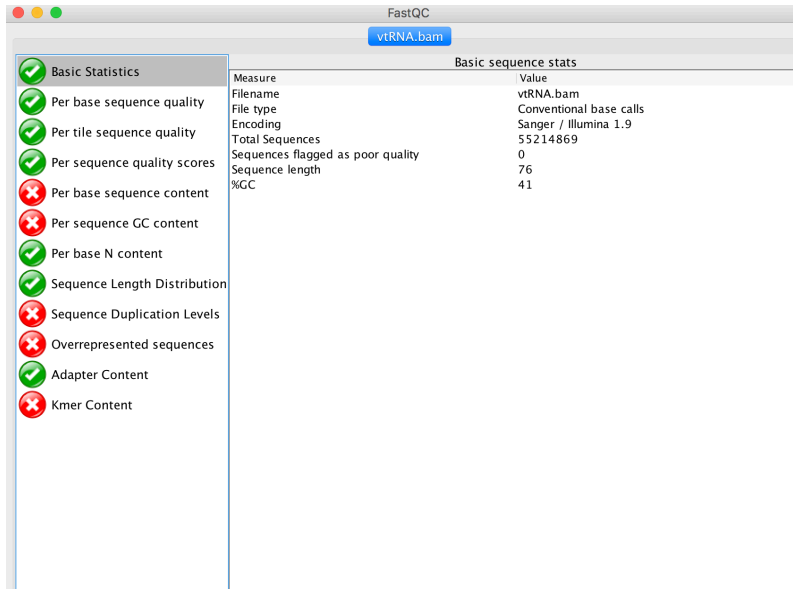 FastQC
vtRNA.bam
Basic Statistics
Per base sequence quality
Per tile sequence quality
Per sequence quality scores
Per base sequence content
Per sequence GC content
Per base N content
Sequence Length Distribution
Sequence Duplication Levels
Overrepresented sequences
Adapter Content
Kmer Content
Basic sequence stats
Measure Value
Filename vtRNA.bam
File type Conventional base calls
Encoding Sanger / Illumina 1.9
Total Sequences 55214869
Sequences flagged as poor quality 0
Sequence length 76
%GC 41